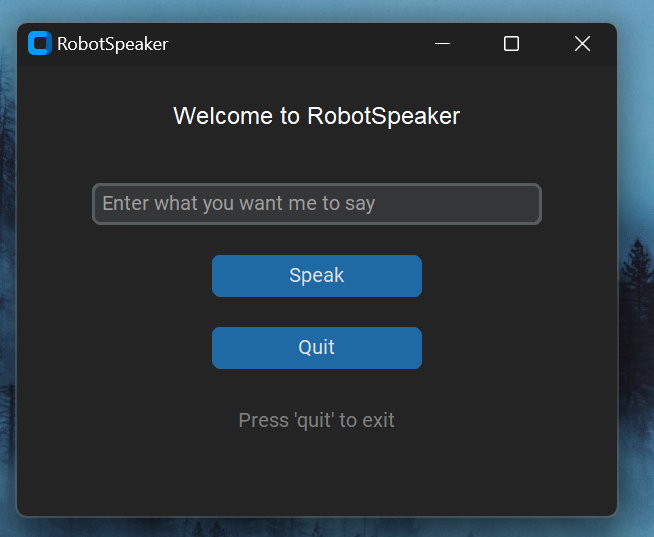 RobotSpeaker
Welcome to RobotSpeaker
Enter what you want me to say
Speak
Quit
Press 'quit' to exit